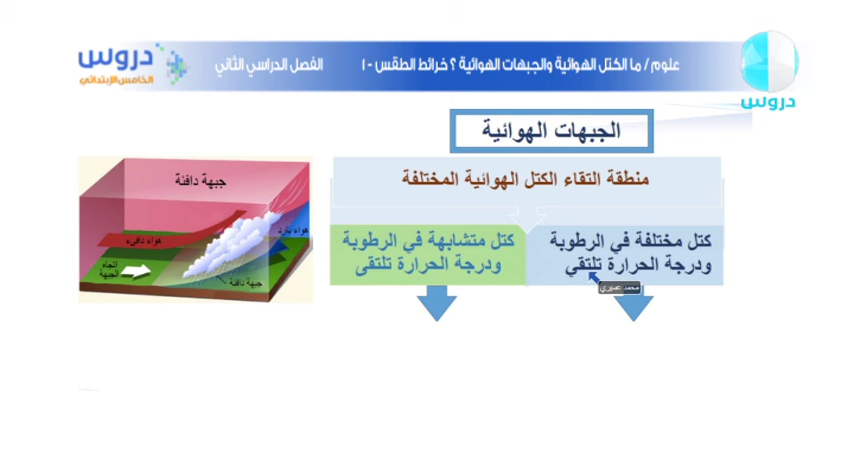 دروس
الخامس الإبتدائي
علوم / ما الكتل الهوائية والجبهات الهوائية ؟ خرائط الطقس - ١
الفصل الدراسي الثاني
دروس
الجبهات الهوائية
منطقة التقاء الكتل الهوائية المختلفة
كتل مختلفة في الرطوبة
ودرجة الحرارة تلتقي
كتل متشابهة في الرطوبة
ودرجة الحرارة تلتقى
محمد عسيري
جبهة دافئة
هواء بارد
هواء دافىء
اتجاه
الجبهة
جبهة دافئة